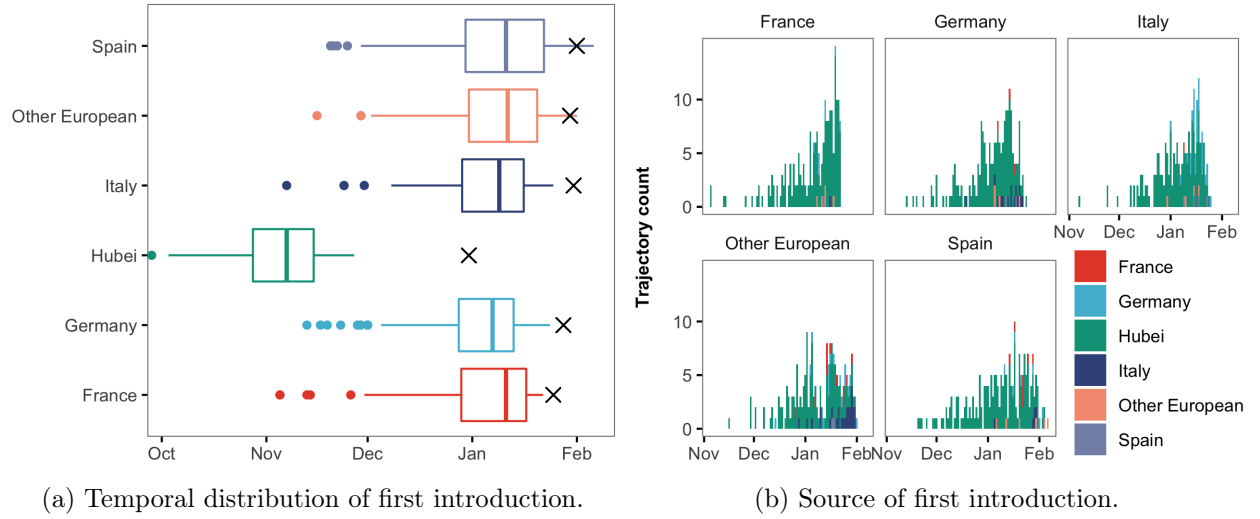 Spain
Other European
Italy
Hubei
Germany
France
Oct Nov Dec Jan Feb
(a) Temporal distribution of first introduction.
France Germany Italy
Trajectory count
10
5
0
Nov Dec Jan Feb
Other European Spain
10
5
0
Nov Dec Jan Feb Nov Dec Jan Feb
France
Germany
Hubei
Italy
Other European
Spain
(b) Source of first introduction.